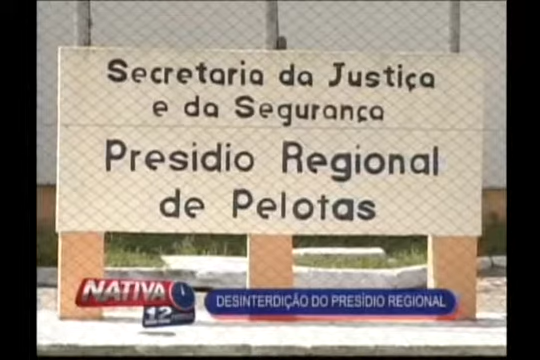 Secretaria da Justiça
e da Segurança
Presidio Regional
de Pelotas
NATIVA
12
DESINTERDIÇÃO DO PRESÍDIO REGIONAL